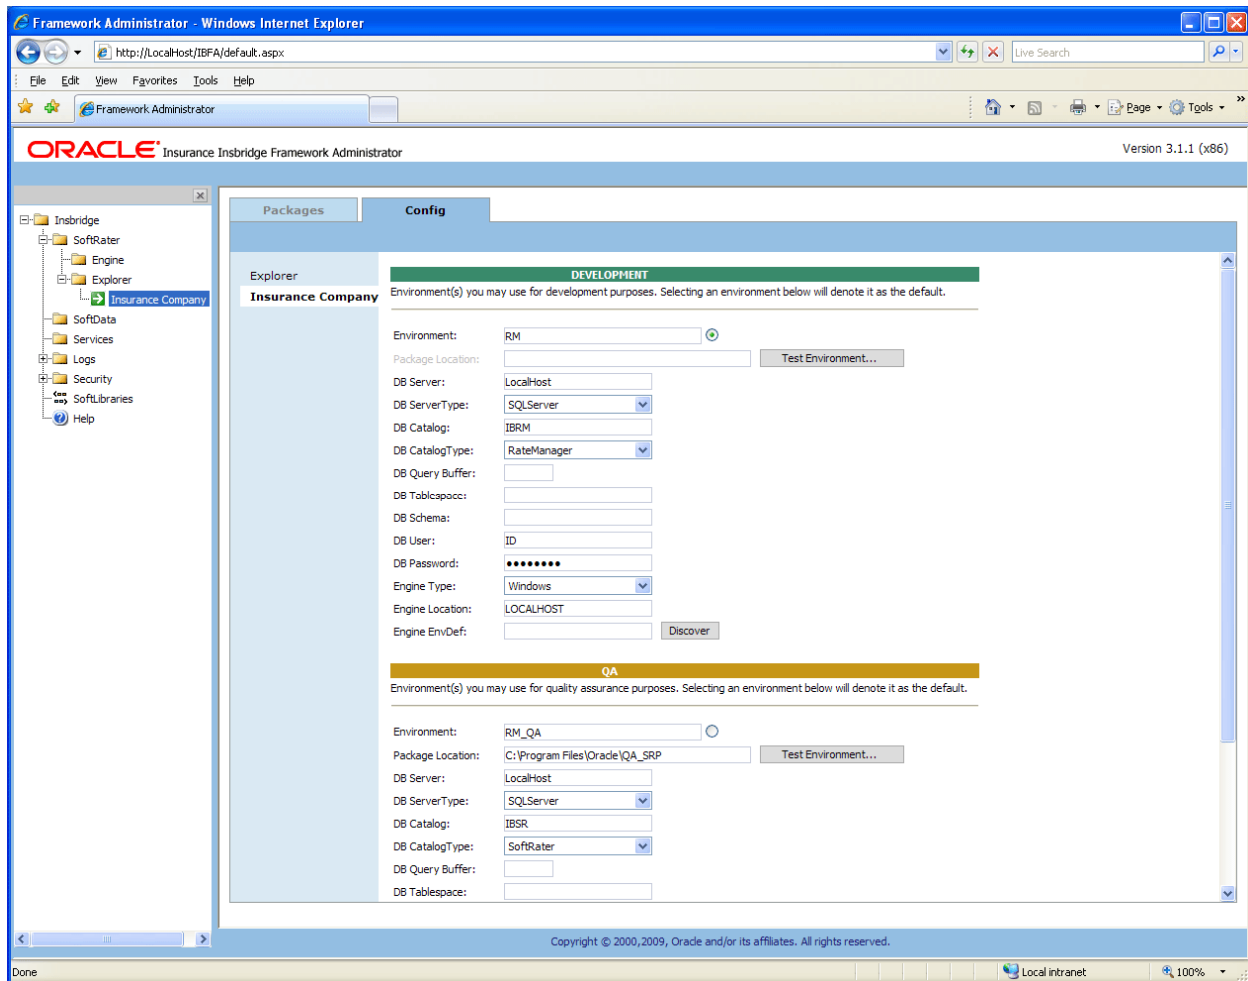 Framework Administrator - Windows Internet Explorer
http://LocalHost/IBFA/default.aspx
Live Search
File Edit View Favorites Tools Help
Framework Administrator
Page Tools »
ORACLE Insurance Insbridge Framework Administrator
Version 3.1.1 (x86)
Insbridge
SoftRater
Engine
Explorer
Insurance Company
SoftData
Services
Logs
Security
SoftLibraries
Help
Packages Config
Explorer
Insurance Company
DEVELOPMENT
Environment(s) you may use for development purposes. Selecting an environment below will denote it as the default.
Environment: RM
Package Location: Test Environment...
DB Server: LocalHost
DB ServerType: SQLServer
DB Catalog: IBRM
DB CatalogType: RateManager
DB Query Buffer:
DB Tablespace:
DB Schema:
DB User: ID
DB Password: ••••••••
Engine Type: Windows
Engine Location: LOCALHOST
Engine EnvDef: Discover
QA
Environment(s) you may use for quality assurance purposes. Selecting an environment below will denote it as the default.
Environment: RM_QA
Package Location: C:\Program Files\Oracle\QA_SRP Test Environment...
DB Server: LocalHost
DB ServerType: SQLServer
DB Catalog: IBSR
DB CatalogType: SoftRater
DB Query Buffer:
DB Tablespace:
Copyright © 2000,2009, Oracle and/or its affiliates. All rights reserved.
Done
Local intranet
100%